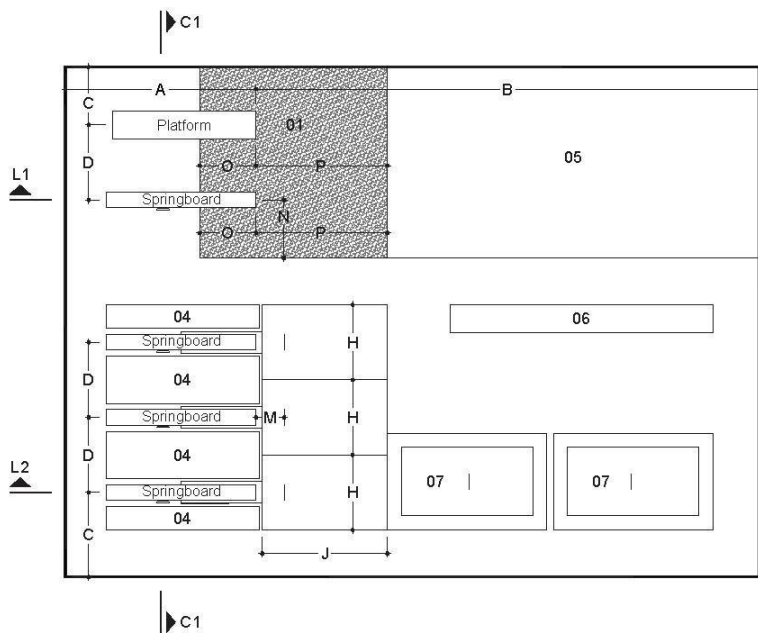 C1
A
B
C
Platform
01
D
O
P
05
L1
Springboard
N
O
P
04
06
Springboard
H
D
04
Springboard
M
H
D
04
07
07
L2
Springboard
H
04
C
J
C1